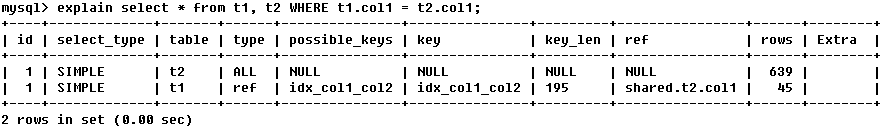 mysql> explain select * from t1, t2 WHERE t1.col1 = t2.col1;
+----+-------------+-------+------+---------------+---------------+---------+----------------+------+-------+
| id | select_type | table | type | possible_keys | key           | key_len | ref            | rows | Extra |
+----+-------------+-------+------+---------------+---------------+---------+----------------+------+-------+
|  1 | SIMPLE      | t2    | ALL  | NULL          | NULL          | NULL    | NULL           |  639 |       |
|  1 | SIMPLE      | t1    | ref  | idx_col1_col2 | idx_col1_col2 | 195     | shared.t2.col1 |   45 |       |
+----+-------------+-------+------+---------------+---------------+---------+----------------+------+-------+
2 rows in set (0.00 sec)